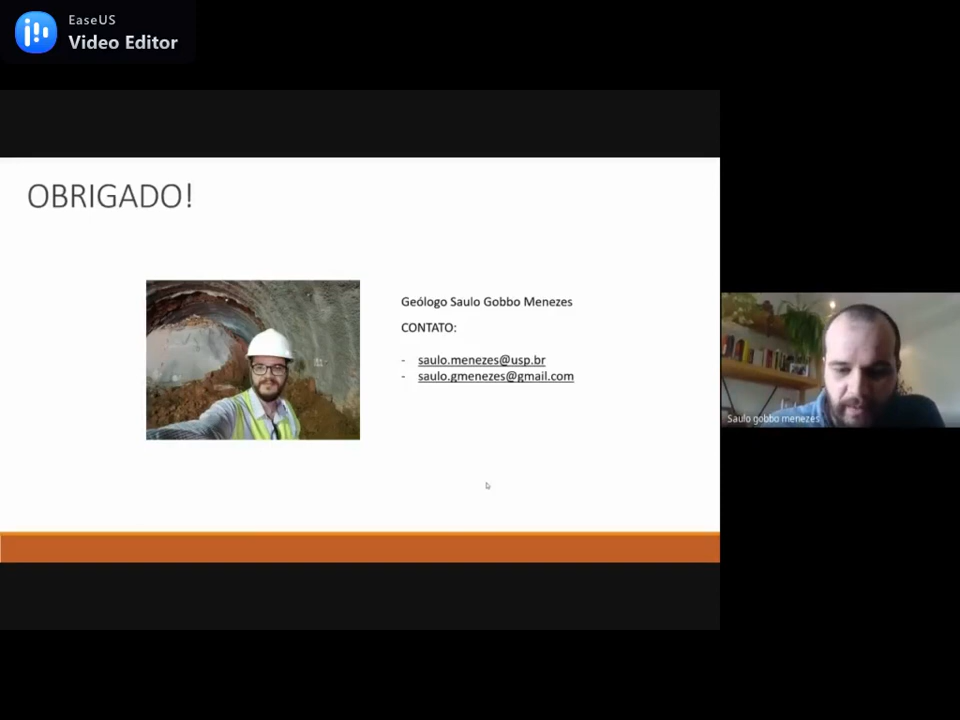 EaseUS
Video Editor
OBRIGADO!
Geólogo Saulo Gobbo Menezes
CONTATO:
- saulo.menezes@usp.br
- saulo.gmenezes@gmail.com
Saulo gobbo menezes